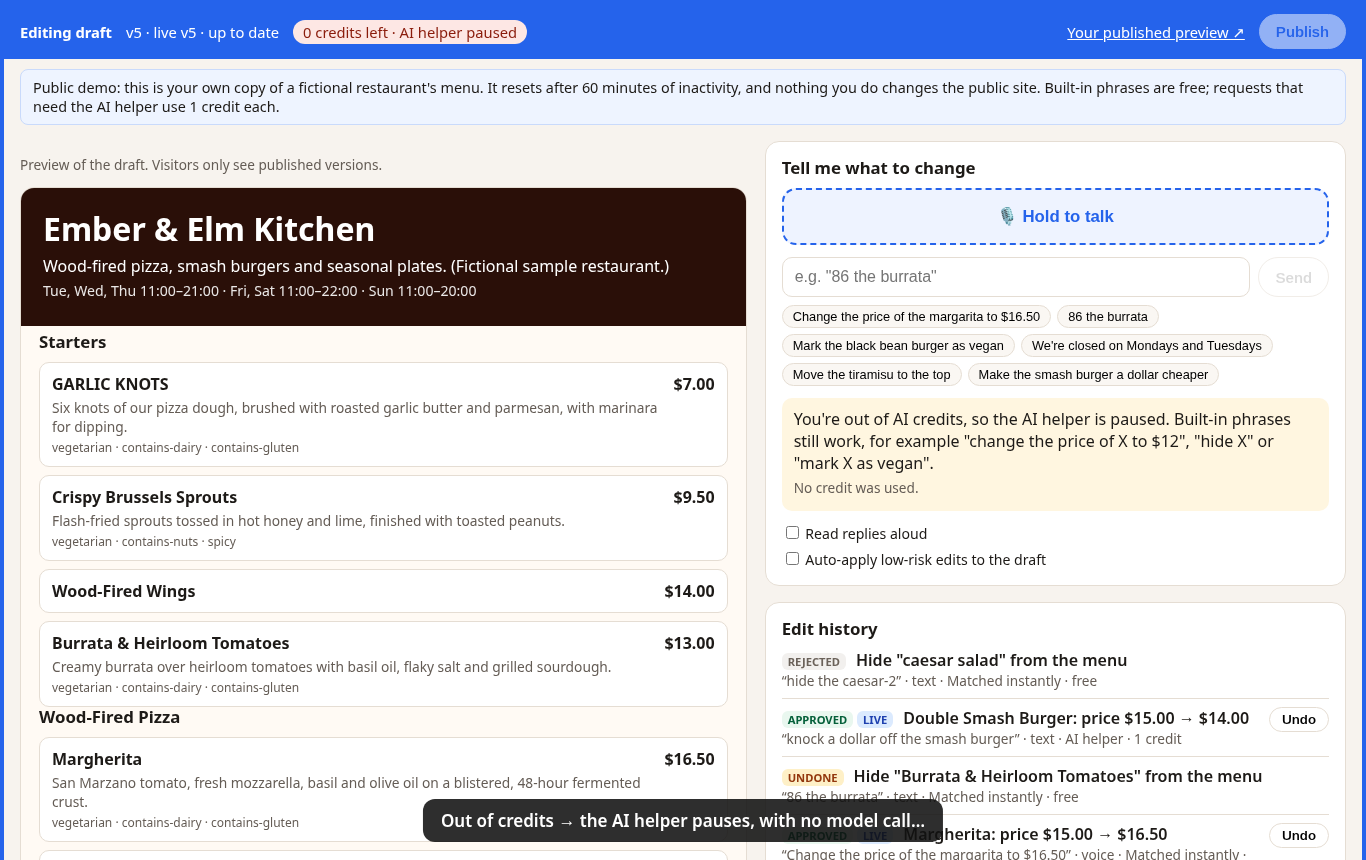 Editing draft v5 · live v5 · up to date 0 credits left · AI helper paused Your published preview ↗ Publish
Public demo: this is your own copy of a fictional restaurant's menu. It resets after 60 minutes of inactivity, and nothing you do changes the public site. Built-in phrases are free; requests that
need the AI helper use 1 credit each.
Preview of the draft. Visitors only see published versions.
Ember & Elm Kitchen
Wood-fired pizza, smash burgers and seasonal plates. (Fictional sample restaurant.)
Tue, Wed, Thu 11:00–21:00 · Fri, Sat 11:00–22:00 · Sun 11:00–20:00
Starters
GARLIC KNOTS $7.00
Six knots of our pizza dough, brushed with roasted garlic butter and parmesan, with marinara
for dipping.
vegetarian · contains-dairy · contains-gluten
Crispy Brussels Sprouts $9.50
Flash-fried sprouts tossed in hot honey and lime, finished with toasted peanuts.
vegetarian · contains-nuts · spicy
Wood-Fired Wings $14.00
Burrata & Heirloom Tomatoes $13.00
Creamy burrata over heirloom tomatoes with basil oil, flaky salt and grilled sourdough.
vegetarian · contains-dairy · contains-gluten
Wood-Fired Pizza
Margherita $16.50
San Marzano tomato, fresh mozzarella, basil and olive oil on a blistered, 48-hour fermented
crust.
vegetarian · contains-dairy · contains-gluten
Tell me what to change
Hold to talk
e.g. "86 the burrata" Send
Change the price of the margarita to $16.50 86 the burrata
Mark the black bean burger as vegan We're closed on Mondays and Tuesdays
Move the tiramisu to the top Make the smash burger a dollar cheaper
You're out of AI credits, so the AI helper is paused. Built-in phrases
still work, for example "change the price of X to $12", "hide X" or
"mark X as vegan".
No credit was used.
Read replies aloud
Auto-apply low-risk edits to the draft
Edit history
REJECTED Hide "caesar salad" from the menu
“hide the caesar-2” · text · Matched instantly · free
APPROVED LIVE Double Smash Burger: price $15.00 → $14.00 Undo
“knock a dollar off the smash burger” · text · AI helper · 1 credit
UNDONE Hide "Burrata & Heirloom Tomatoes" from the menu
“86 the burrata” · text · Matched instantly · free
APPROVED LIVE Margherita: price $15.00 → $16.50 Undo
“Change the price of the margarita to $16.50” · voice · Matched instantly ·
Out of credits → the AI helper pauses, with no model call...